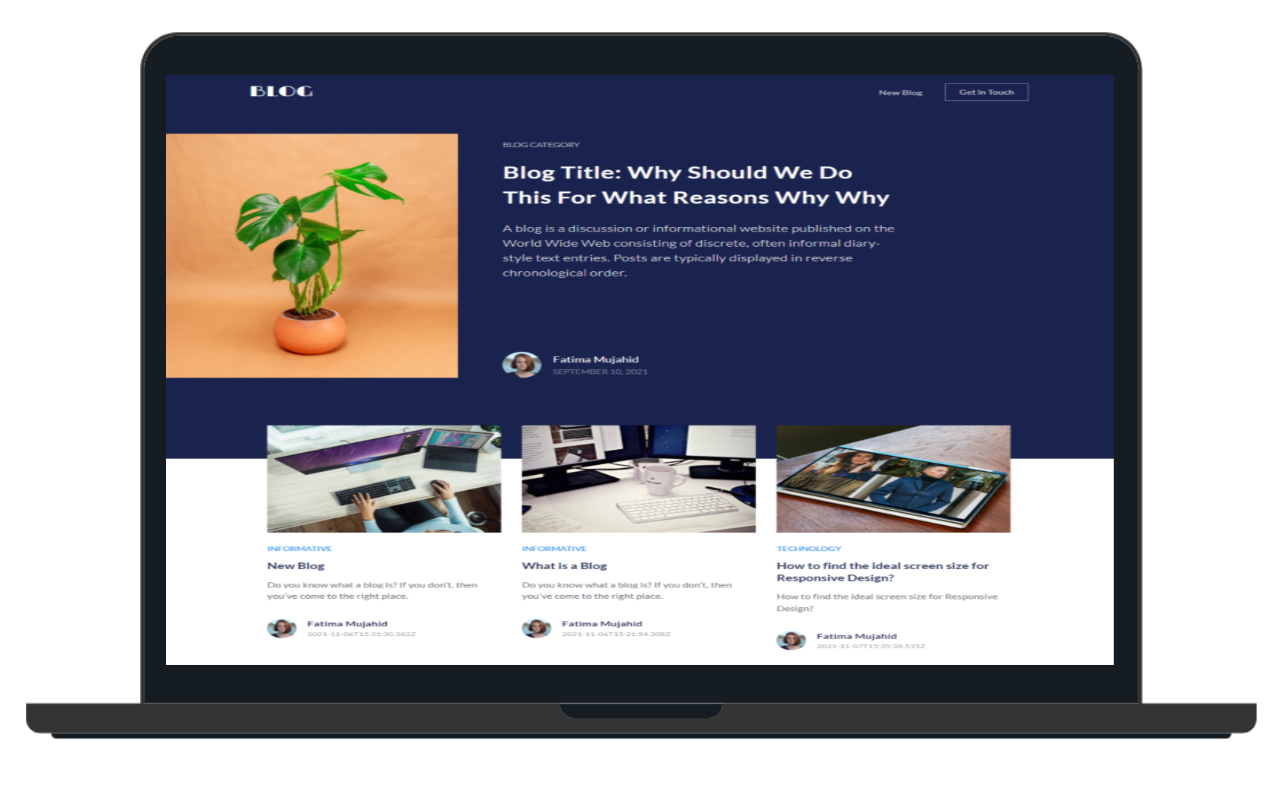 BLOG
New Blog
Get In Touch
BLOG CATEGORY
Blog Title: Why Should We Do
This For What Reasons Why Why
A blog is a discussion or informational website published on the
World Wide Web consisting of discrete, often informal diary-
style text entries. Posts are typically displayed in reverse
chronological order.
Fatima Mujahid
SEPTEMBER 10, 2021
INFORMATIVE
New Blog
Do you know what a blog is? If you don't, then
you've come to the right place.
Fatima Mujahid
2021-11-06T15:21:30.382Z
INFORMATIVE
What is a Blog
Do you know what a blog is? If you don't, then
you've come to the right place.
Fatima Mujahid
2021-11-06T15:21:54.308Z
TECHNOLOGY
How to find the ideal screen size for
Responsive Design?
How to find the ideal screen size for Responsive
Design?
Fatima Mujahid
2021-11-07T15:35:38.535Z